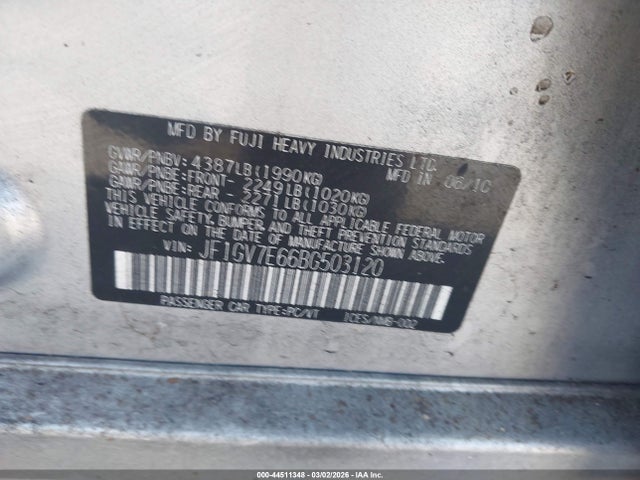 MFD BY FUJI HEAVY INDUSTRIES LTC.
MFD IN 06/10
GVWR/PNBV: 4387LB(1990KG)
GAWR/PNBE:FRONT- 2249LB(1020KG)
GAWR/PNBE:REAR- 2271LB(1030KG)
THIS VEHICLE CONFORMS TO ALL APPLICABLE FEDERAL MOTOR
VEHICLE SAFETY, BUMPER AND THEFT PREVENTION STANDARDS
IN EFFECT ON THE DATE OF MANUFACTURE SHOWN ABOVE.
VIN: JF1GV7E66BG503120
PASSENGER CAR TYPE:PC/VT ICES/NMB-002
000-44511348 - 03/02/2026 - IAA Inc.